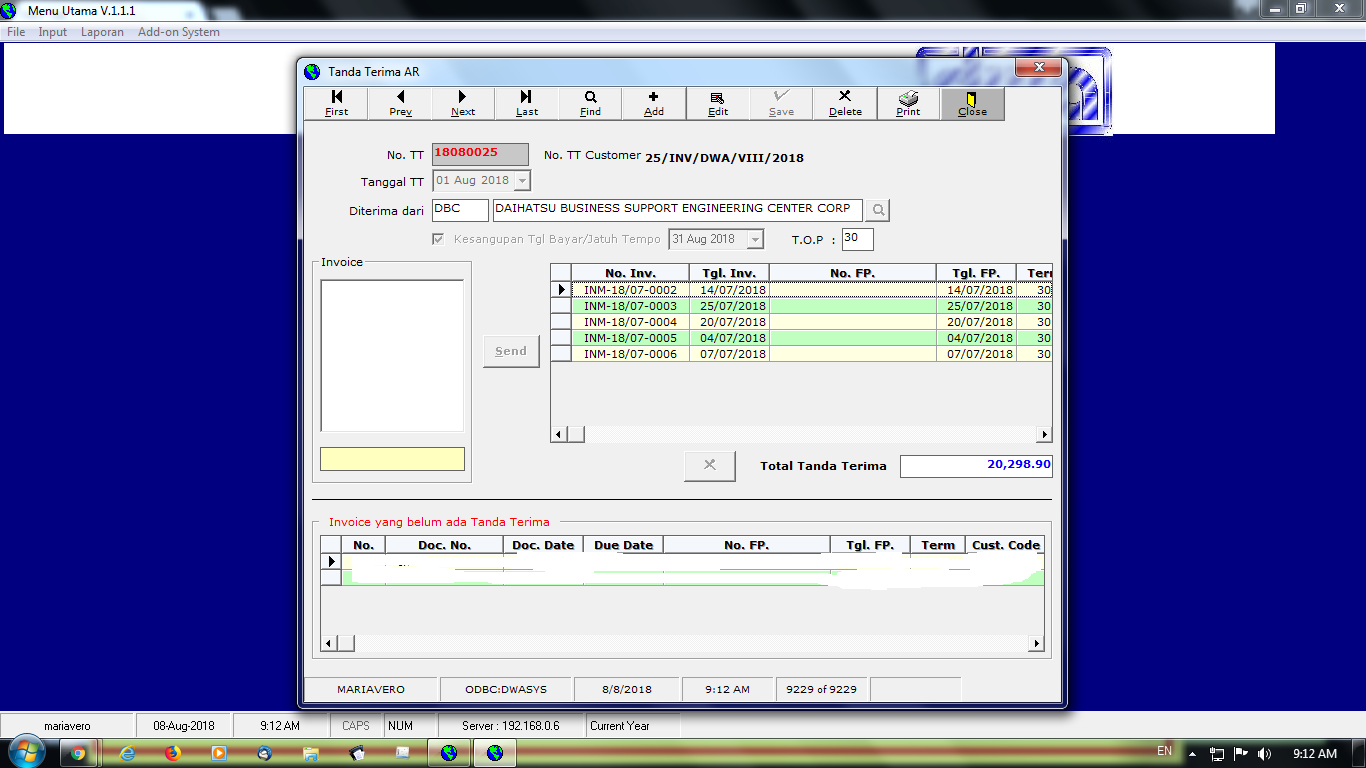 Menu Utama V.1.1.1
File Input Laporan Add-on System
Tanda Terima AR
First Prev Next Last Find Add Edit Save Delete Print Close
No. TT 18080025 No. TT Customer 25/INV/DWA/VIII/2018
Tanggal TT 01 Aug 2018
Diterima dari DBC DAIHATSU BUSINESS SUPPORT ENGINEERING CENTER CORP
Kesangupan Tgl Bayar/Jatuh Tempo 31 Aug 2018 T.O.P : 30
Invoice
No. Inv. Tgl. Inv. No. FP. Tgl. FP. Terr
INM-18/07-0002 14/07/2018 14/07/2018 30
INM-18/07-0003 25/07/2018 25/07/2018 30
INM-18/07-0004 20/07/2018 20/07/2018 30
INM-18/07-0005 04/07/2018 04/07/2018 30
INM-18/07-0006 07/07/2018 07/07/2018 30
Send
Total Tanda Terima 20,298.90
Invoice yang belum ada Tanda Terima
No. Doc. No. Doc. Date Due Date No. FP. Tgl. FP. Term Cust. Code
MARIAVERO ODBC:DWASYS 8/8/2018 9:12 AM 9229 of 9229
mariavero 08-Aug-2018 9:12 AM CAPS NUM Server : 192.168.0.6 Current Year
EN 9:12 AM